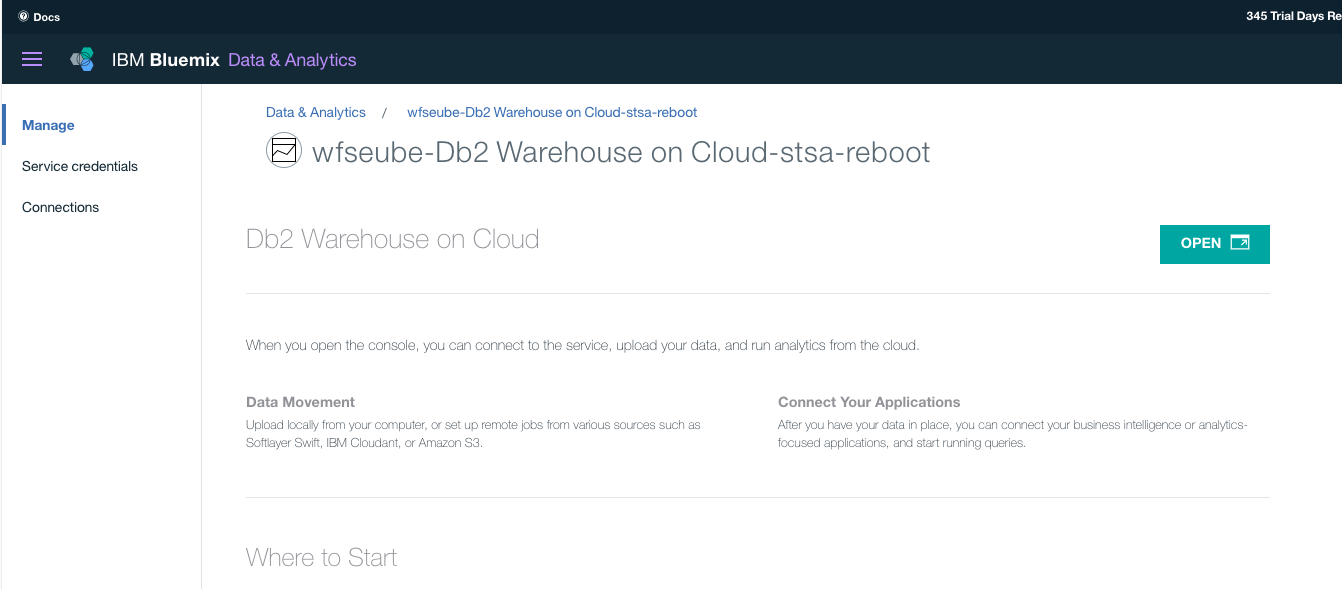 Docs
345 Trial Days Re
IBM Bluemix Data & Analytics
Manage
Service credentials
Connections
Data & Analytics / wfseube-Db2 Warehouse on Cloud-stsa-reboot
wfseube-Db2 Warehouse on Cloud-stsa-reboot
Db2 Warehouse on Cloud
OPEN
When you open the console, you can connect to the service, upload your data, and run analytics from the cloud.
Data Movement
Upload locally from your computer, or set up remote jobs from various sources such as
Softlayer Swift, IBM Cloudant, or Amazon S3.
Connect Your Applications
After you have your data in place, you can connect your business intelligence or analytics-
focused applications, and start running queries.
Where to Start